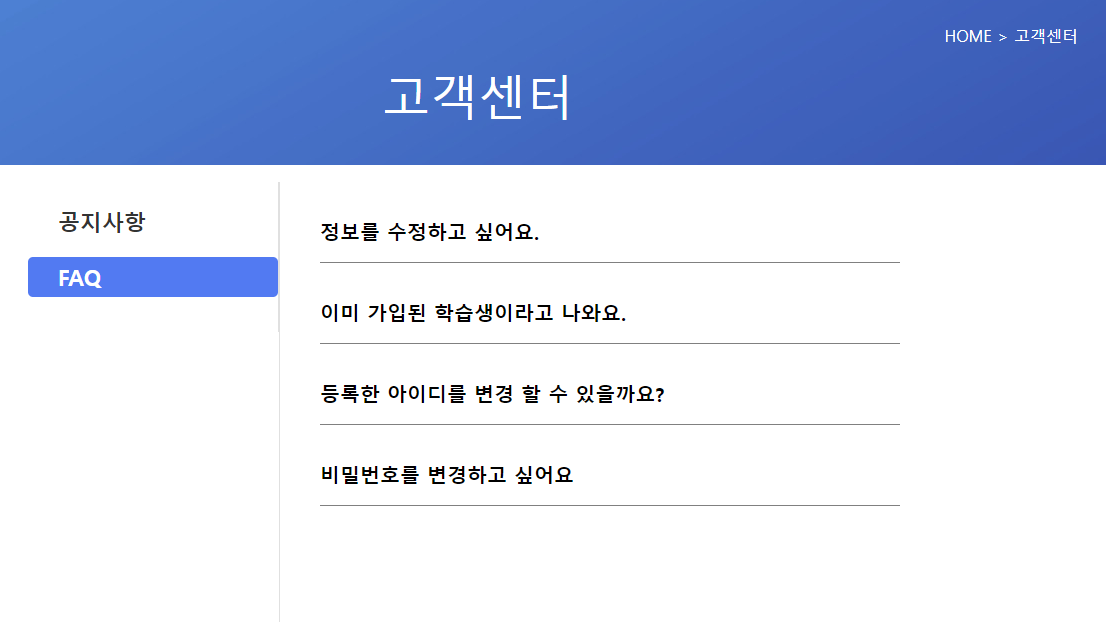 HOME > 고객센터
고객센터
공지사항
FAQ
정보를 수정하고 싶어요.
이미 가입된 학습생이라고 나와요.
등록한 아이디를 변경 할 수 있을까요?
비밀번호를 변경하고 싶어요